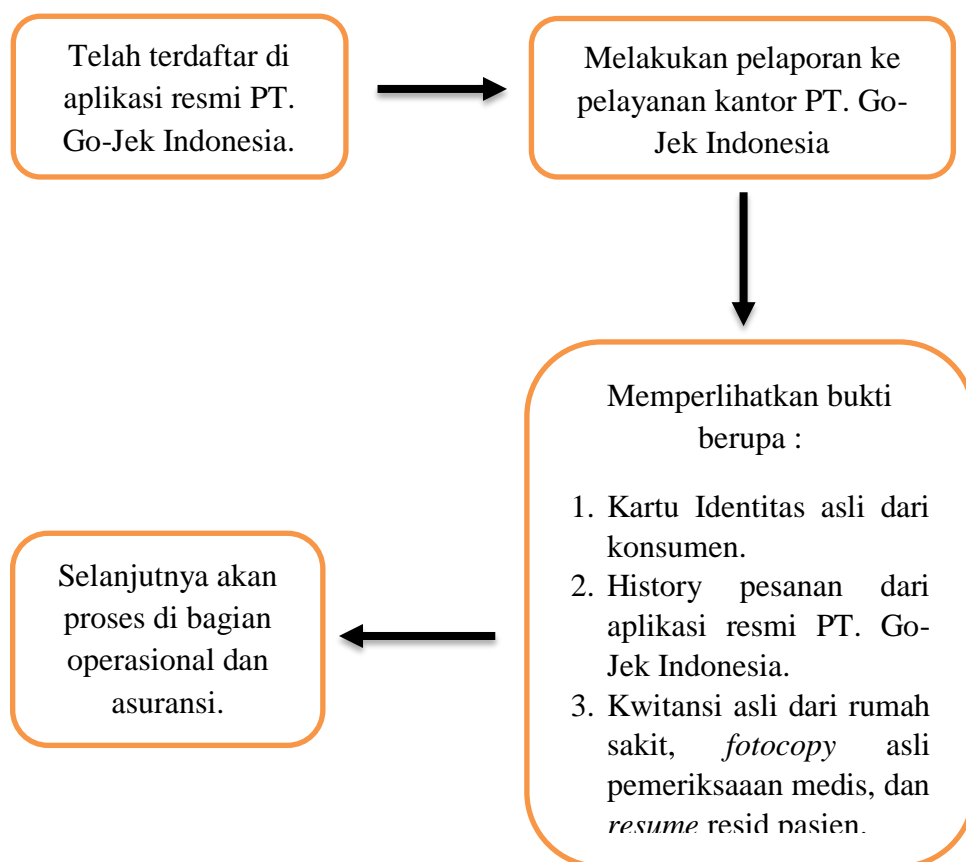 Telah terdaftar di
aplikasi resmi PT.
Go-Jek Indonesia.
Melakukan pelaporan ke
pelayanan kantor PT. Go-
Jek Indonesia
Memperlihatkan bukti
berupa :
1. Kartu Identitas asli dari
konsumen.
2. History pesanan dari
aplikasi resmi PT. Go-
Jek Indonesia.
3. Kwitansi asli dari rumah
sakit, fotocopy asli
pemeriksaaan medis, dan
resume resid pasien.
Selanjutnya akan
proses di bagian
operasional dan
asuransi.